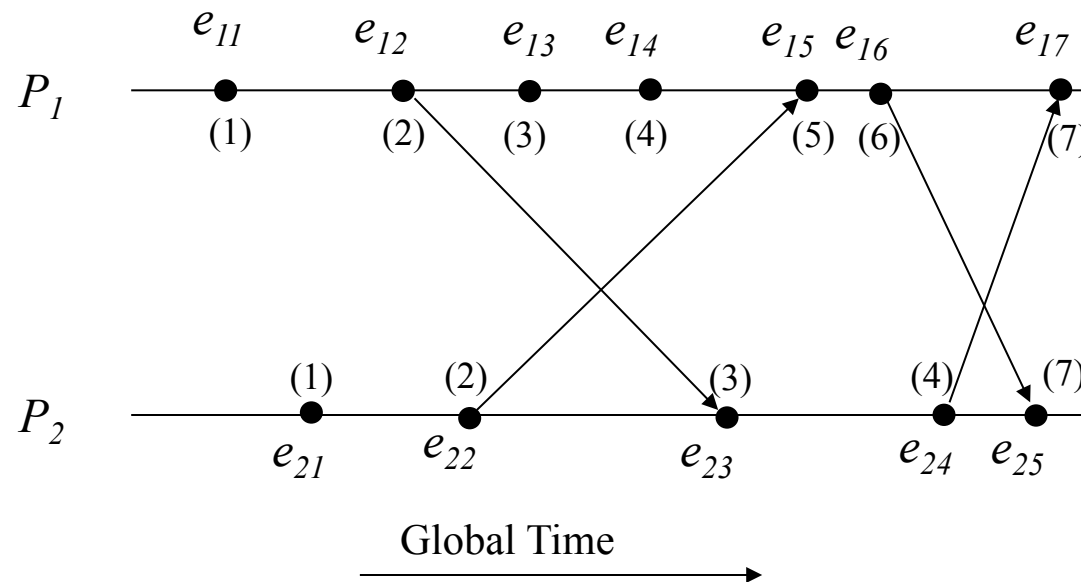 e11 e12 e13 e14 e15 e16 e17
P1
(1) (2) (3) (4) (5) (6) (7)
(1) (2) (3) (4) (7)
P2
e21 e22 e23 e24 e25
Global Time